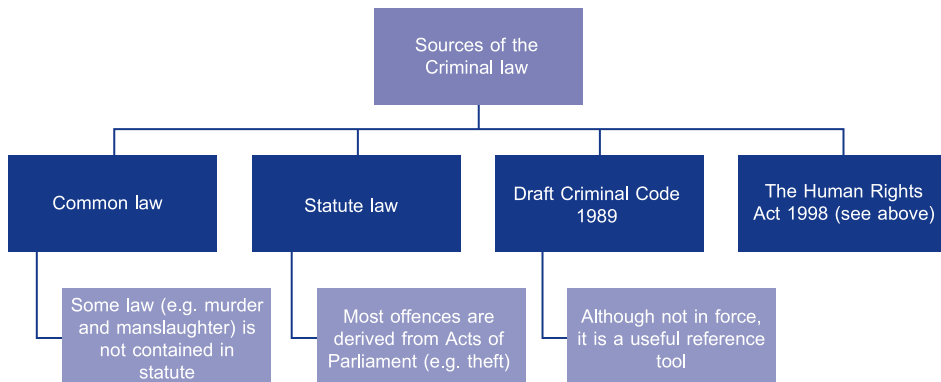 Sources of the
Criminal law
Common law
Statute law
Draft Criminal Code
1989
The Human Rights
Act 1998 (see above)
Some law (e.g. murder
and manslaughter) is
not contained in
statute
Most offences are
derived from Acts of
Parliament (e.g. theft)
Although not in force,
it is a useful reference
tool